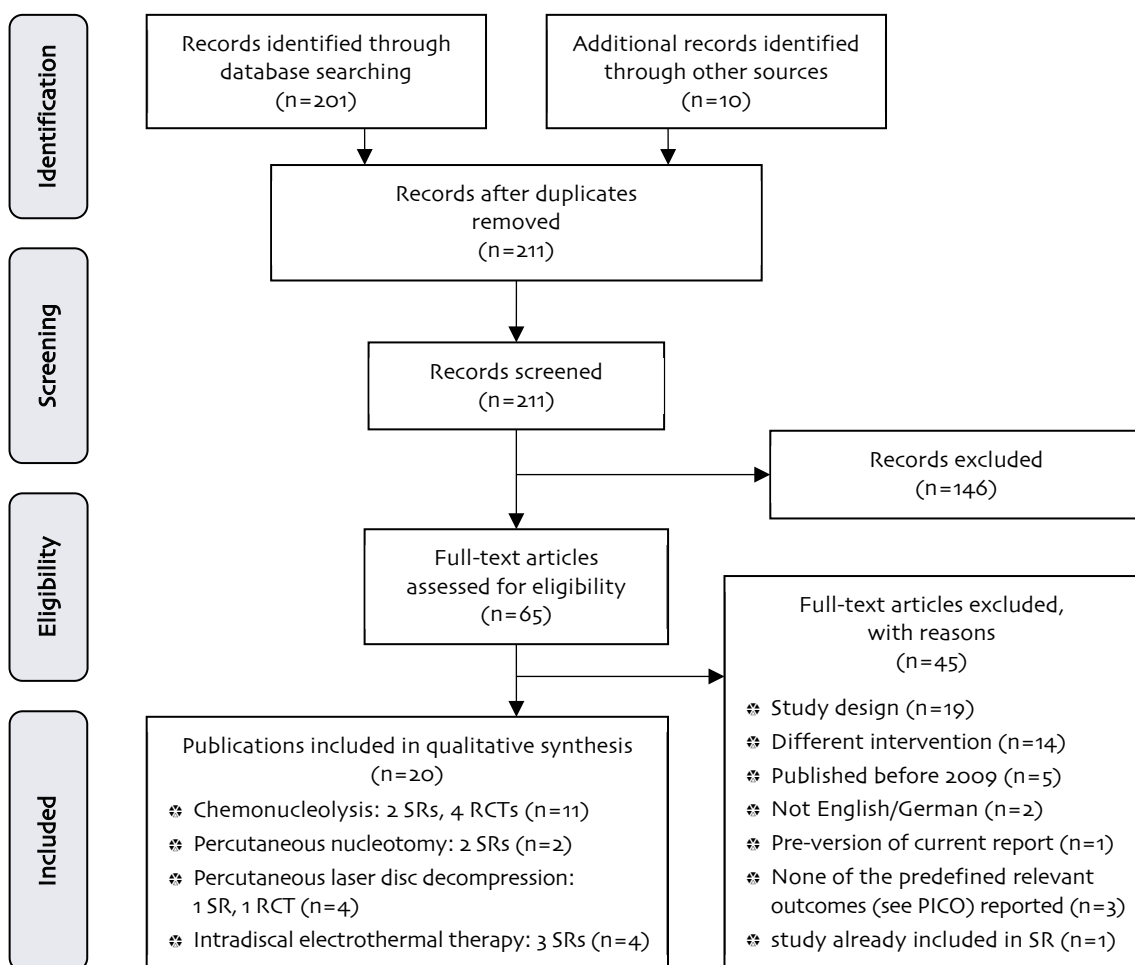 Identification
Records identified through
database searching
(n=201)
Additional records identified
through other sources
(n=10)
Records after duplicates
removed
(n=211)
Screening
Records screened
(n=211)
Records excluded
(n=146)
Eligibility
Full-text articles
assessed for eligibility
(n=65)
Full-text articles excluded,
with reasons
(n=45)
Study design (n=19)
Different intervention (n=14)
Published before 2009 (n=5)
Not English/German (n=2)
Pre-version of current report (n=1)
None of the predefined relevant
outcomes (see PICO) reported (n=3)
study already included in SR (n=1)
Included
Publications included in qualitative synthesis
(n=20)
Chemonucleolysis: 2 SRs, 4 RCTs (n=11)
Percutaneous nucleotomy: 2 SRs (n=2)
Percutaneous laser disc decompression:
1 SR, 1 RCT (n=4)
Intradiscal electrothermal therapy: 3 SRs (n=4)